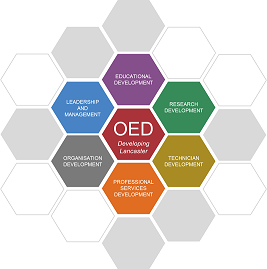 EDUCATIONAL
DEVELOPMENT
LEADERSHIP
AND
MANAGEMENT
RESEARCH
DEVELOPMENT
OED
Developing
Lancaster
ORGANISATION
DEVELOPMENT
TECHNICIAN
DEVELOPMENT
PROFESSIONAL
SERVICES
DEVELOPMENT